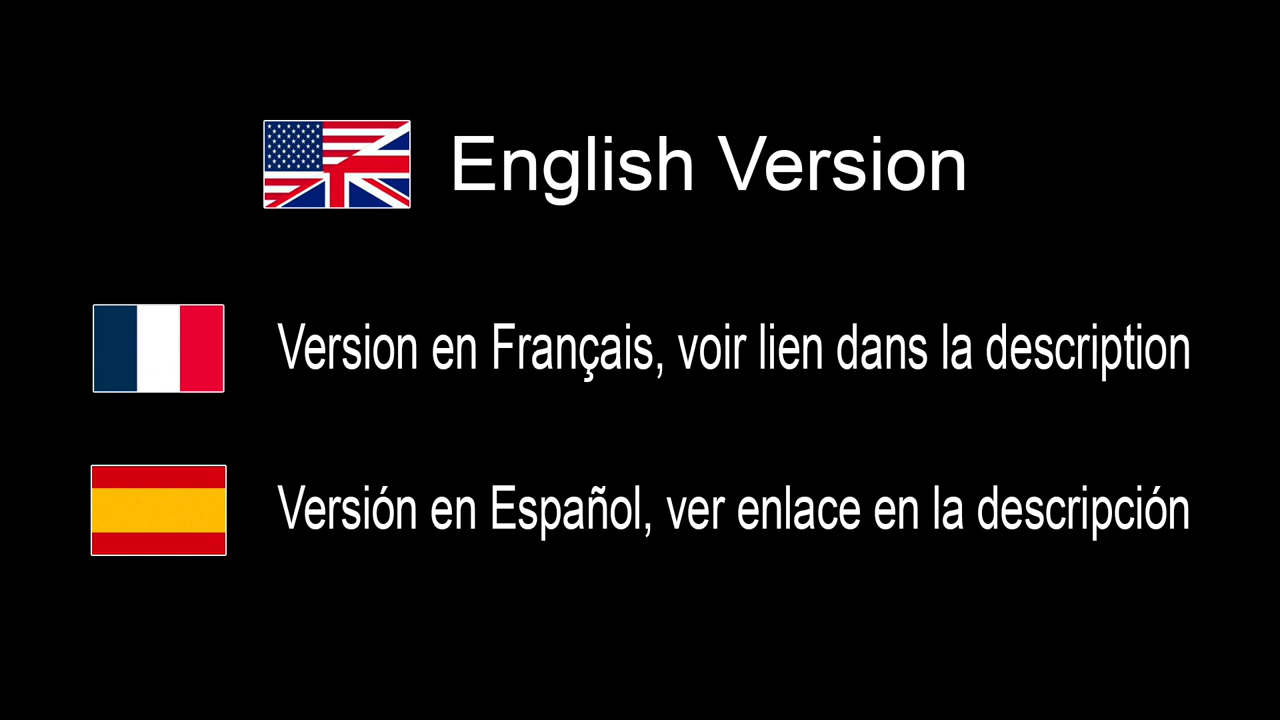 English Version
Version en Français, voir lien dans la description
Versión en Español, ver enlace en la descripción